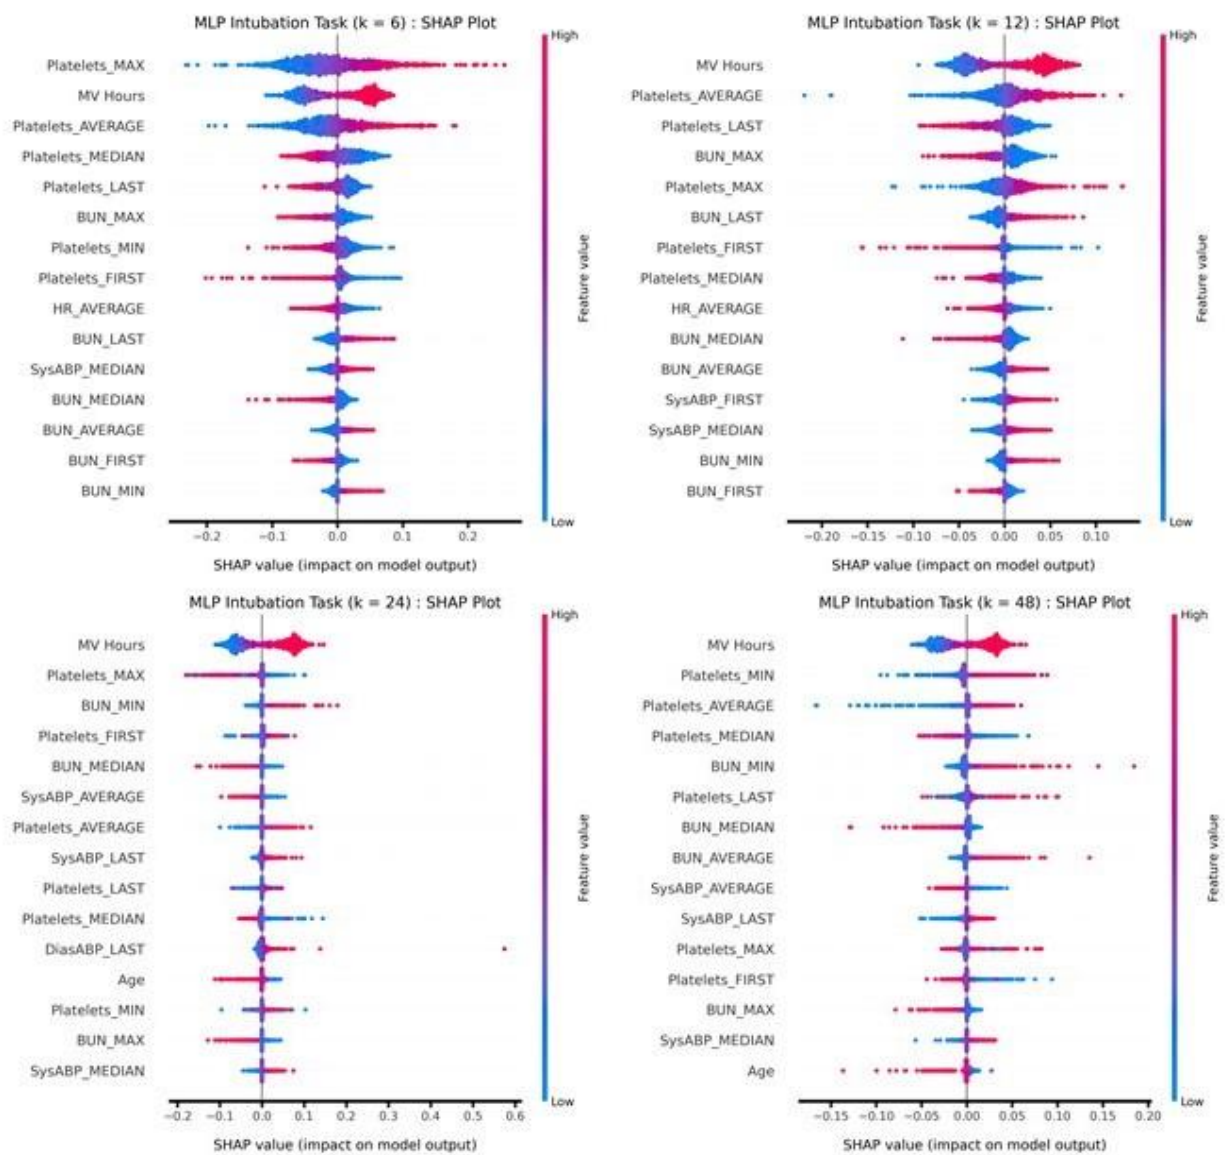 MLP Intubation Task (k = 6) : SHAP Plot
High
Platelets_MAX
MV Hours
Platelets_AVERAGE
Platelets_MEDIAN
Platelets_LAST
BUN_MAX
Platelets_MIN
Platelets_FIRST
HR_AVERAGE
BUN_LAST
SysABP_MEDIAN
BUN_MEDIAN
BUN_AVERAGE
BUN_FIRST
BUN_MIN
Feature value
Low
−0.2 −0.1 0.0 0.1 0.2
SHAP value (impact on model output)
MLP Intubation Task (k = 12) : SHAP Plot
High
MV Hours
Platelets_AVERAGE
Platelets_LAST
BUN_MAX
Platelets_MAX
BUN_LAST
Platelets_FIRST
Platelets_MEDIAN
HR_AVERAGE
BUN_MEDIAN
BUN_AVERAGE
SysABP_FIRST
SysABP_MEDIAN
BUN_MIN
BUN_FIRST
Feature value
Low
−0.20 −0.15 −0.10 −0.05 0.00 0.05 0.10
SHAP value (impact on model output)
MLP Intubation Task (k = 24) : SHAP Plot
High
MV Hours
Platelets_MAX
BUN_MIN
Platelets_FIRST
BUN_MEDIAN
SysABP_AVERAGE
Platelets_AVERAGE
SysABP_LAST
Platelets_LAST
Platelets_MEDIAN
DiasABP_LAST
Age
Platelets_MIN
BUN_MAX
SysABP_MEDIAN
Feature value
Low
−0.2 −0.1 0.0 0.1 0.2 0.3 0.4 0.5 0.6
SHAP value (impact on model output)
MLP Intubation Task (k = 48) : SHAP Plot
High
MV Hours
Platelets_MIN
Platelets_AVERAGE
Platelets_MEDIAN
BUN_MIN
Platelets_LAST
BUN_MEDIAN
BUN_AVERAGE
SysABP_AVERAGE
SysABP_LAST
Platelets_MAX
Platelets_FIRST
BUN_MAX
SysABP_MEDIAN
Age
Feature value
Low
−0.15 −0.10 −0.05 0.00 0.05 0.10 0.15 0.20
SHAP value (impact on model output)